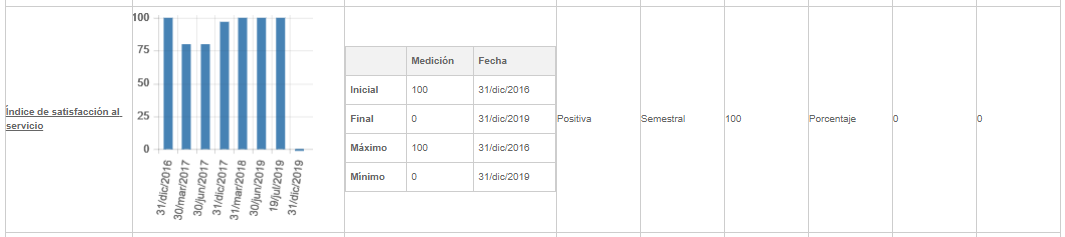 Índice de satisfacción al
servicio
100
75
50
25
0
31/dic/2016
30/mar/2017
30/jun/2017
31/dic/2017
31/mar/2018
30/jun/2019
19/jul/2019
31/dic/2019
Medición Fecha
Inicial 100 31/dic/2016
Final 0 31/dic/2019
Máximo 100 31/dic/2016
Mínimo 0 31/dic/2019
Positiva Semestral 100 Porcentaje 0 0